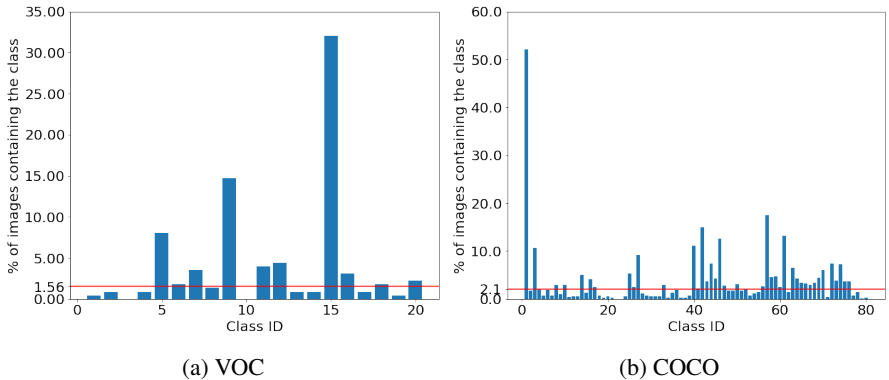 35.00
30.00
25.00
20.00
15.00
10.00
5.00
1.56
0.00
% of images containing the class
0 5 10 15 20
Class ID
(a) VOC
60.0
50.0
40.0
30.0
20.0
10.0
2.1
% of images containing the class
0 20 40 60 80
Class ID
(b) COCO